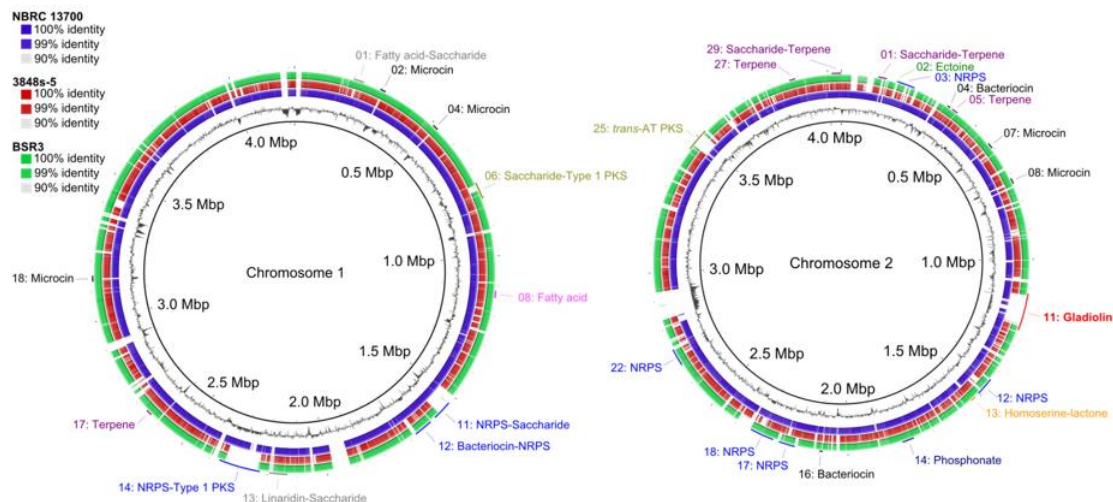 NBRC 13700
100% identity
99% identity
90% identity
3848s-5
100% identity
99% identity
90% identity
BSR3
100% identity
99% identity
90% identity
01: Fatty acid-Saccharide
02: Microcin
04: Microcin
06: Saccharide-Type 1 PKS
08: Fatty acid
11: NRPS-Saccharide
12: Bacteriocin-NRPS
13: Linaridin-Saccharide
14: NRPS-Type 1 PKS
17: Terpene
18: Microcin
4.0 Mbp
0.5 Mbp
1.0 Mbp
1.5 Mbp
2.0 Mbp
2.5 Mbp
3.0 Mbp
3.5 Mbp
Chromosome 1
29: Saccharide-Terpene
27: Terpene
01: Saccharide-Terpene
02: Ectoine
03: NRPS
04: Bacteriocin
05: Terpene
07: Microcin
08: Microcin
11: Gladiolin
12: NRPS
13: Homoserine-lactone
14: Phosphonate
16: Bacteriocin
17: NRPS
18: NRPS
22: NRPS
25: trans-AT PKS
4.0 Mbp
0.5 Mbp
1.0 Mbp
1.5 Mbp
2.0 Mbp
2.5 Mbp
3.0 Mbp
3.5 Mbp
Chromosome 2